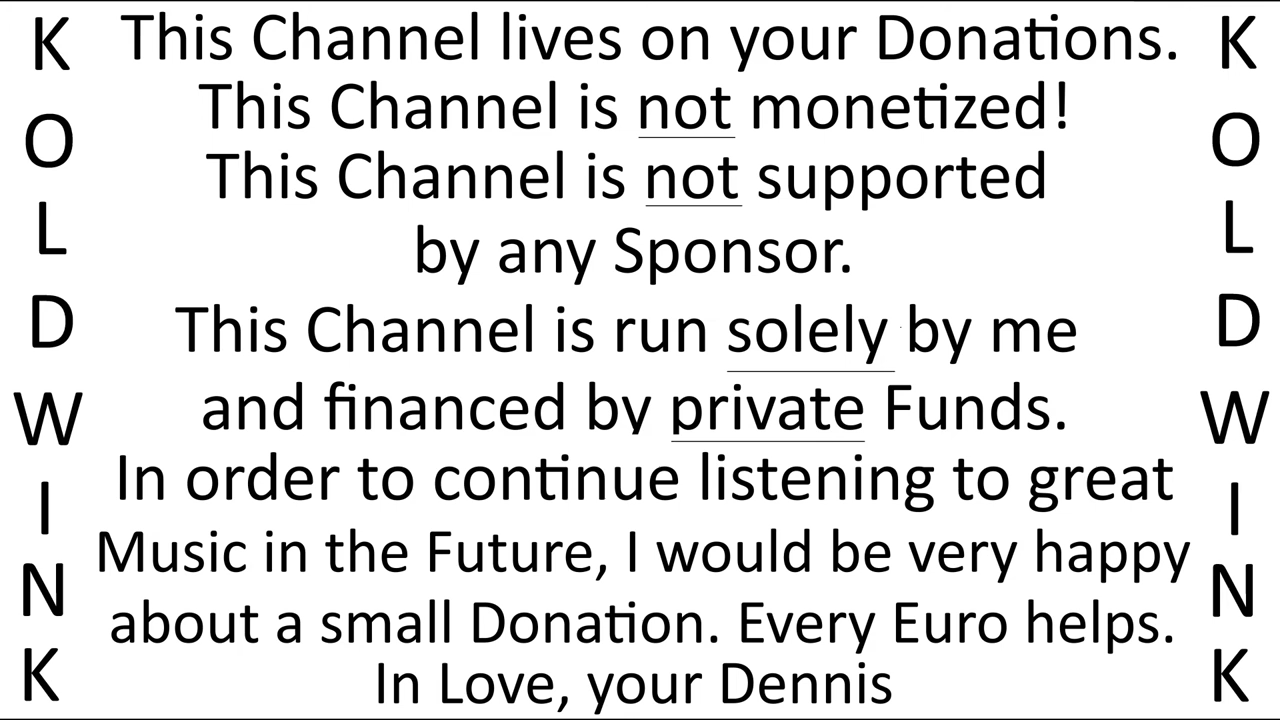 K
O
L
D
W
I
N
K
This Channel lives on your Donations.
This Channel is not monetized!
This Channel is not supported
by any Sponsor.
This Channel is run solely by me
and financed by private Funds.
In order to continue listening to great
Music in the Future, I would be very happy
about a small Donation. Every Euro helps.
In Love, your Dennis
K
O
L
D
W
I
N
K